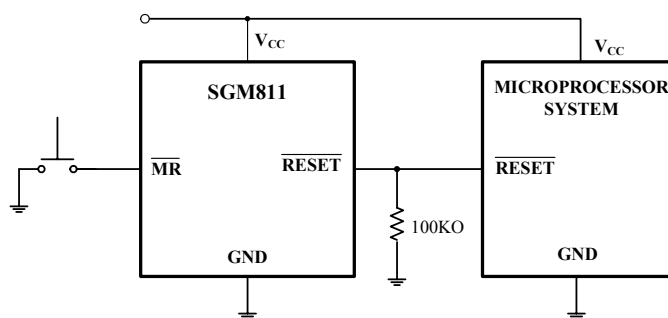 V_CC
V_CC
SGM811
MICROPROCESSOR
SYSTEM
MR
RESET
RESET
100KO
GND
GND